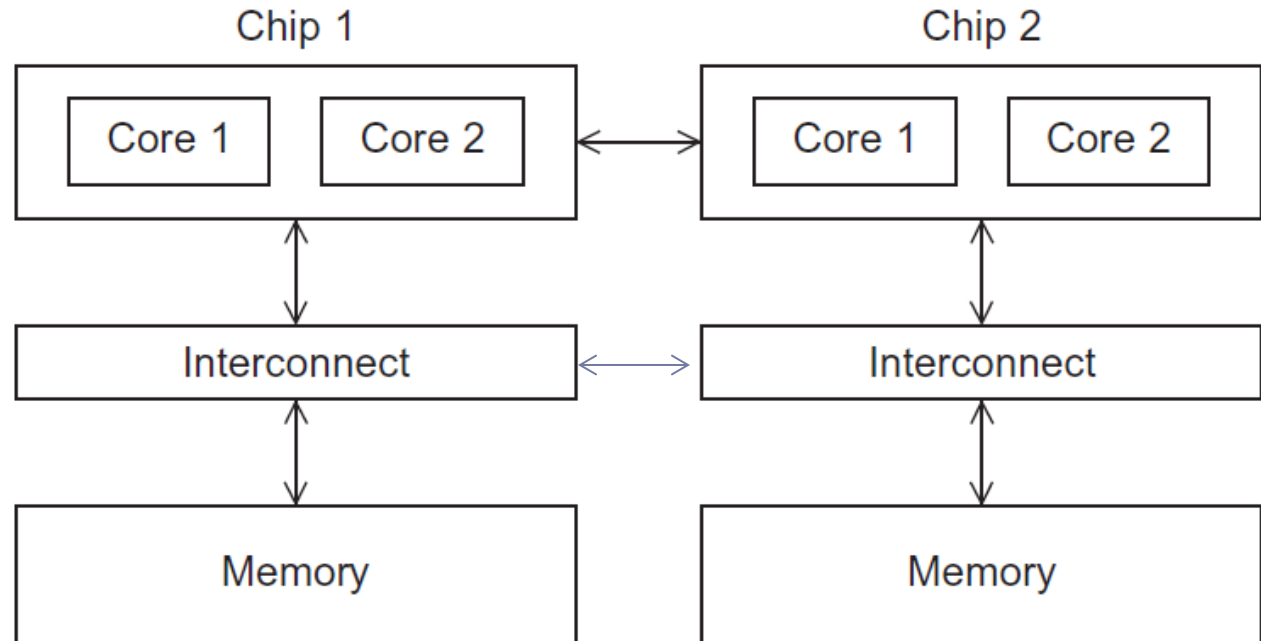 Chip 1
Chip 2
Core 1
Core 2
Core 1
Core 2
Interconnect
Interconnect
Memory
Memory